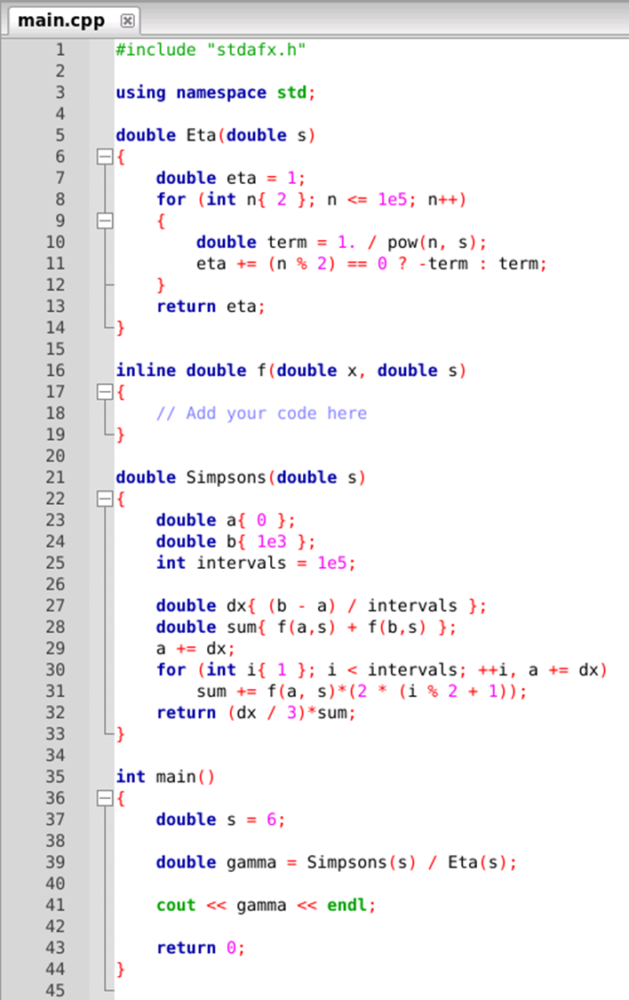 main.cpp
1 #include "stdafx.h"
2
3 using namespace std;
4
5 double Eta(double s)
6 {
7     double eta = 1;
8     for (int n{ 2 }; n <= 1e5; n++)
9     {
10         double term = 1. / pow(n, s);
11         eta += (n % 2) == 0 ? -term : term;
12     }
13     return eta;
14 }
15
16 inline double f(double x, double s)
17 {
18     // Add your code here
19 }
20
21 double Simpsons(double s)
22 {
23     double a{ 0 };
24     double b{ 1e3 };
25     int intervals = 1e5;
26
27     double dx{ (b - a) / intervals };
28     double sum{ f(a,s) + f(b,s) };
29     a += dx;
30     for (int i{ 1 }; i < intervals; ++i, a += dx)
31         sum += f(a, s)*(2 * (i % 2 + 1));
32     return (dx / 3)*sum;
33 }
34
35 int main()
36 {
37     double s = 6;
38
39     double gamma = Simpsons(s) / Eta(s);
40
41     cout << gamma << endl;
42
43     return 0;
44 }
45